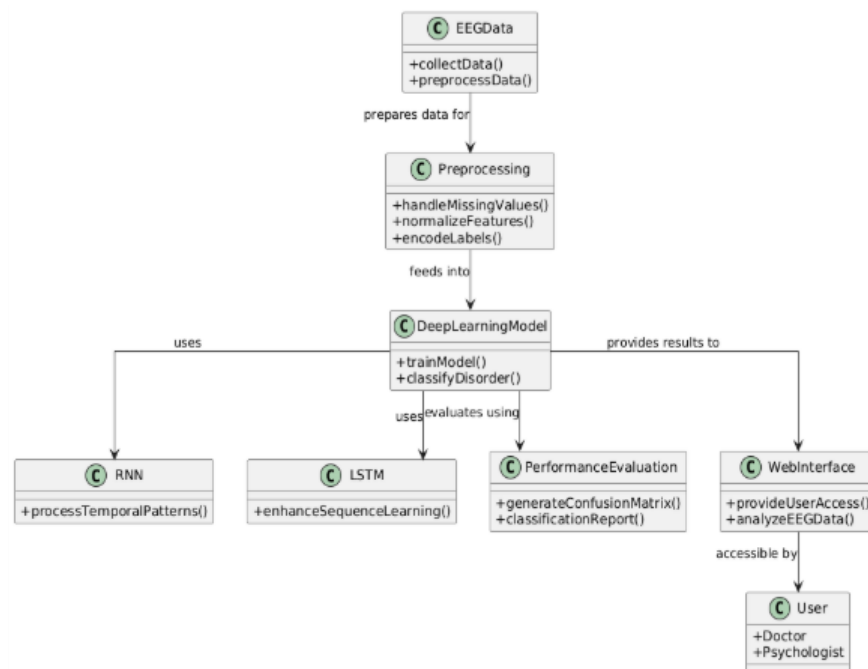 C EEGData
+collectData()
+preprocessData()
prepares data for
C Preprocessing
+handleMissingValues()
+normalizeFeatures()
+encodeLabels()
feeds into
C DeepLearningModel
+trainModel()
+classifyDisorder()
uses
provides results to
uses
evaluates using
C RNN
+processTemporalPatterns()
C LSTM
+enhanceSequenceLearning()
C PerformanceEvaluation
+generateConfusionMatrix()
+classificationReport()
C WebInterface
+provideUserAccess()
+analyzeEEGData()
accessible by
C User
+Doctor
+Psychologist